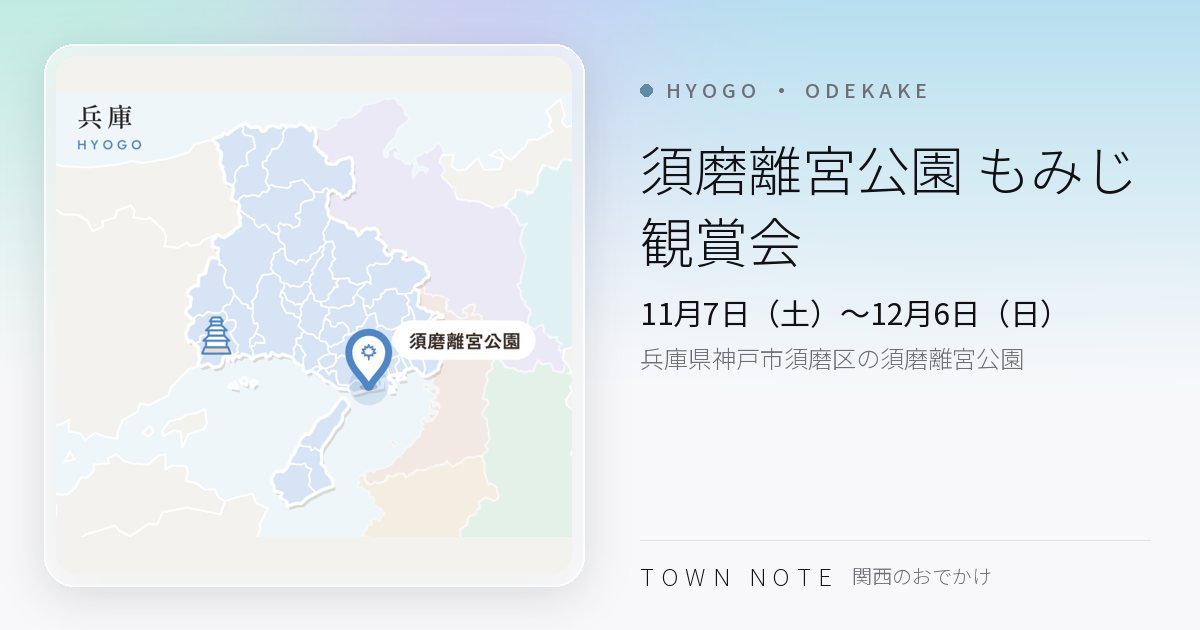 兵庫
HYOGO
須磨離宮公園
HYOGO • ODEKAKE
須磨離宮公園 もみじ
観賞会
11月7日（土）〜12月6日（日）
兵庫県神戸市須磨区の須磨離宮公園
TOWN NOTE 関西のおでかけ